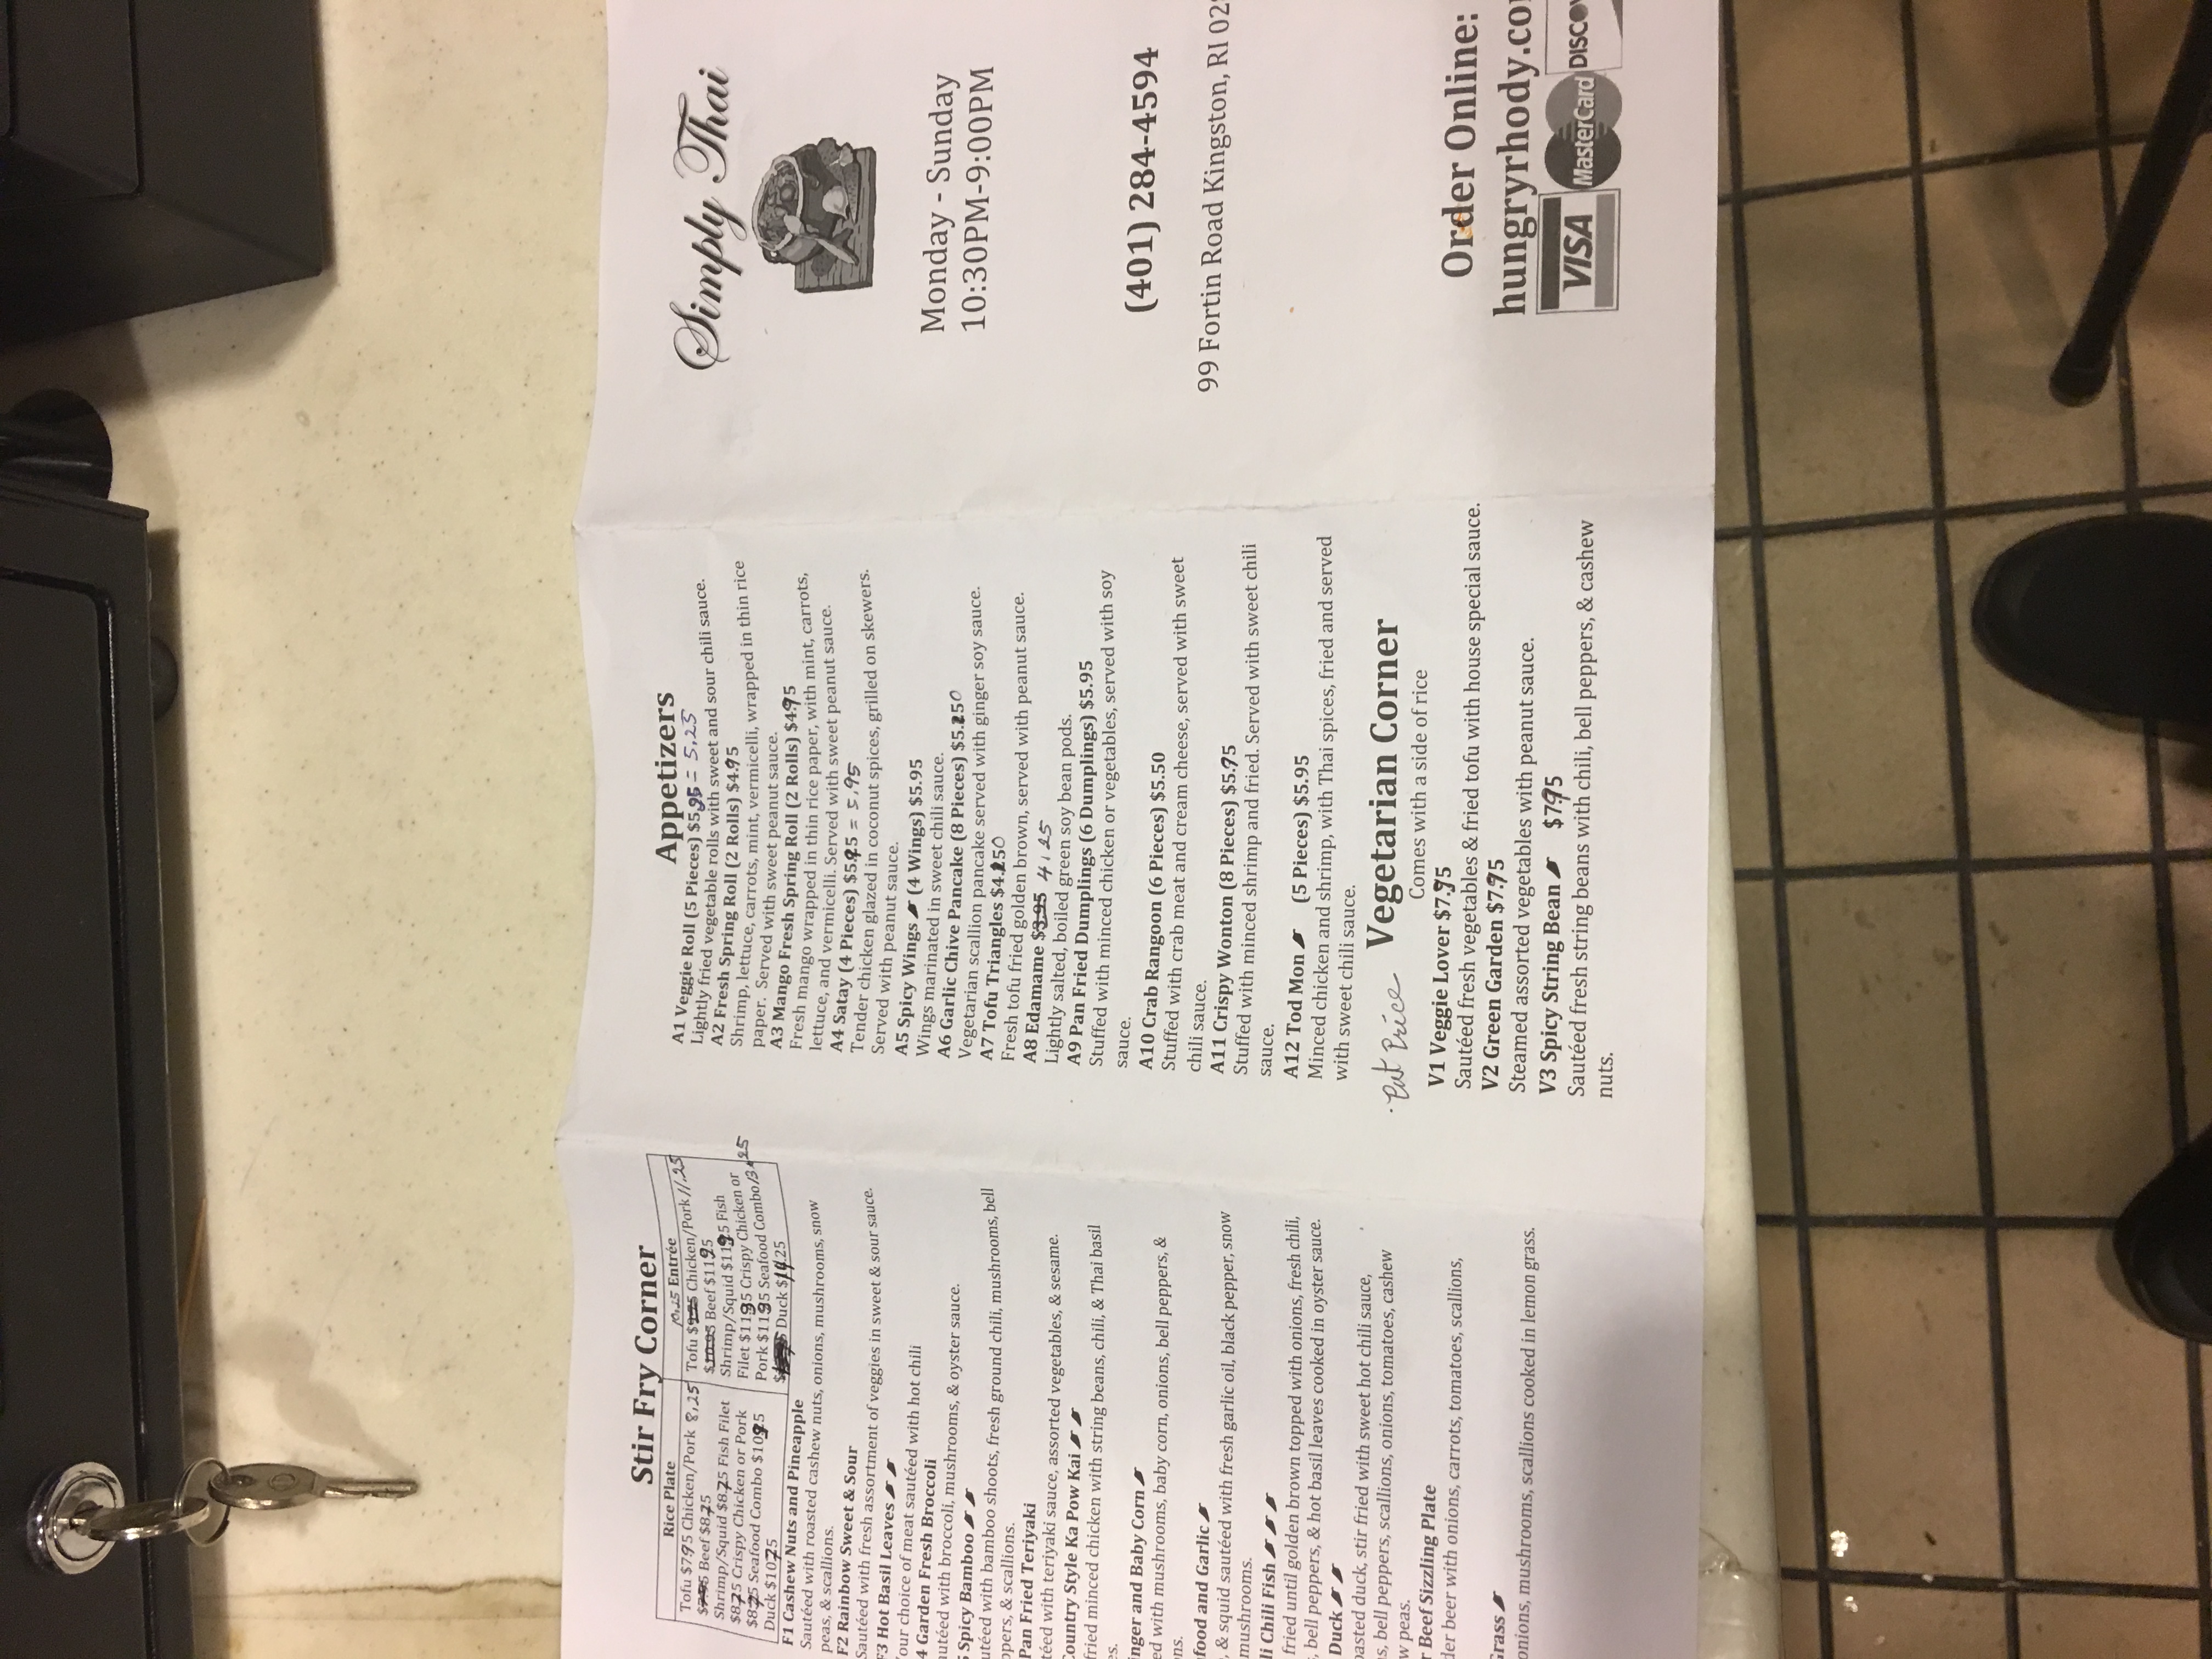 Stir Fry Corner
Rice Plate
Tofu $7.95 Chicken/Pork 8,25
$7.95 Beef $8.75
Shrimp/Squid $8.75 Fish Filet
$8.75 Crispy Chicken or Pork
$8.75 Seafood Combo $10.95
Duck $10.75
10.25 Entrée
Tofu $9.25 Chicken/Pork 11.25
$10.95 Beef $11.95
Shrimp/Squid $11.95 Fish
Filet $11.95 Crispy Chicken or
Pork $11.95 Seafood Combo 13.25
Duck $14.25
F1 Cashew Nuts and Pineapple
Sautéed with roasted cashew nuts, onions, mushrooms, snow
peas, & scallions.
F2 Rainbow Sweet & Sour
Sautéed with fresh assortment of veggies in sweet & sour sauce.
F3 Hot Basil Leaves
our choice of meat sautéed with hot chili
4 Garden Fresh Broccoli
autéed with broccoli, mushrooms, & oyster sauce.
Spicy Bamboo
utéed with bamboo shoots, fresh ground chili, mushrooms, bell
ppers, & scallions.
Pan Fried Teriyaki
téed with teriyaki sauce, assorted vegetables, & sesame.
Country Style Ka Pow Kai
fried minced chicken with string beans, chili, & Thai basil
es.
inger and Baby Corn
ed with mushrooms, baby corn, onions, bell peppers, &
ns.
afood and Garlic
, & squid sautéed with fresh garlic oil, black pepper, snow
mushrooms.
li Chili Fish
fried until golden brown topped with onions, fresh chili,
, bell peppers, & hot basil leaves cooked in oyster sauce.
Duck
oasted duck, stir fried with sweet hot chili sauce,
s, bell peppers, scallions, onions, tomatoes, cashew
w peas.
r Beef Sizzling Plate
der beer with onions, carrots, tomatoes, scallions,
Grass
onions, mushrooms, scallions cooked in lemon grass.
Appetizers
A1 Veggie Roll (5 Pieces) $5.95 = 5,25
Lightly fried vegetable rolls with sweet and sour chili sauce.
A2 Fresh Spring Roll (2 Rolls) $4.95
Shrimp, lettuce, carrots, mint, vermicelli, wrapped in thin rice
paper. Served with sweet peanut sauce.
A3 Mango Fresh Spring Roll (2 Rolls) $4.95
Fresh mango wrapped in thin rice paper, with mint, carrots,
lettuce, and vermicelli. Served with sweet peanut sauce.
A4 Satay (4 Pieces) $5.95 = 5,95
Tender chicken glazed in coconut spices, grilled on skewers.
Served with peanut sauce.
A5 Spicy Wings (4 Wings) $5.95
Wings marinated in sweet chili sauce.
A6 Garlic Chive Pancake (8 Pieces) $5.50
Vegetarian scallion pancake served with ginger soy sauce.
A7 Tofu Triangles $4.50
Fresh tofu fried golden brown, served with peanut sauce.
A8 Edamame $3.95 4,25
Lightly salted, boiled green soy bean pods.
A9 Pan Fried Dumplings (6 Dumplings) $5.95
Stuffed with minced chicken or vegetables, served with soy
sauce.
A10 Crab Rangoon (6 Pieces) $5.50
Stuffed with crab meat and cream cheese, served with sweet
chili sauce.
A11 Crispy Wonton (8 Pieces) $5.75
Stuffed with minced shrimp and fried. Served with sweet chili
sauce.
A12 Tod Mon (5 Pieces) $5.95
Minced chicken and shrimp, with Thai spices, fried and served
with sweet chili sauce.
Put Price Vegetarian Corner
Comes with a side of rice
V1 Veggie Lover $7.95
Sautéed fresh vegetables & fried tofu with house special sauce.
V2 Green Garden $7.95
Steamed assorted vegetables with peanut sauce.
V3 Spicy String Bean $7.95
Sautéed fresh string beans with chili, bell peppers, & cashew
nuts.
Simply Thai
Monday - Sunday
10:30PM-9:00PM
(401) 284-4594
99 Fortin Road Kingston, RI 02
Order Online:
hungryrhody.co
VISA MasterCard DISCOV